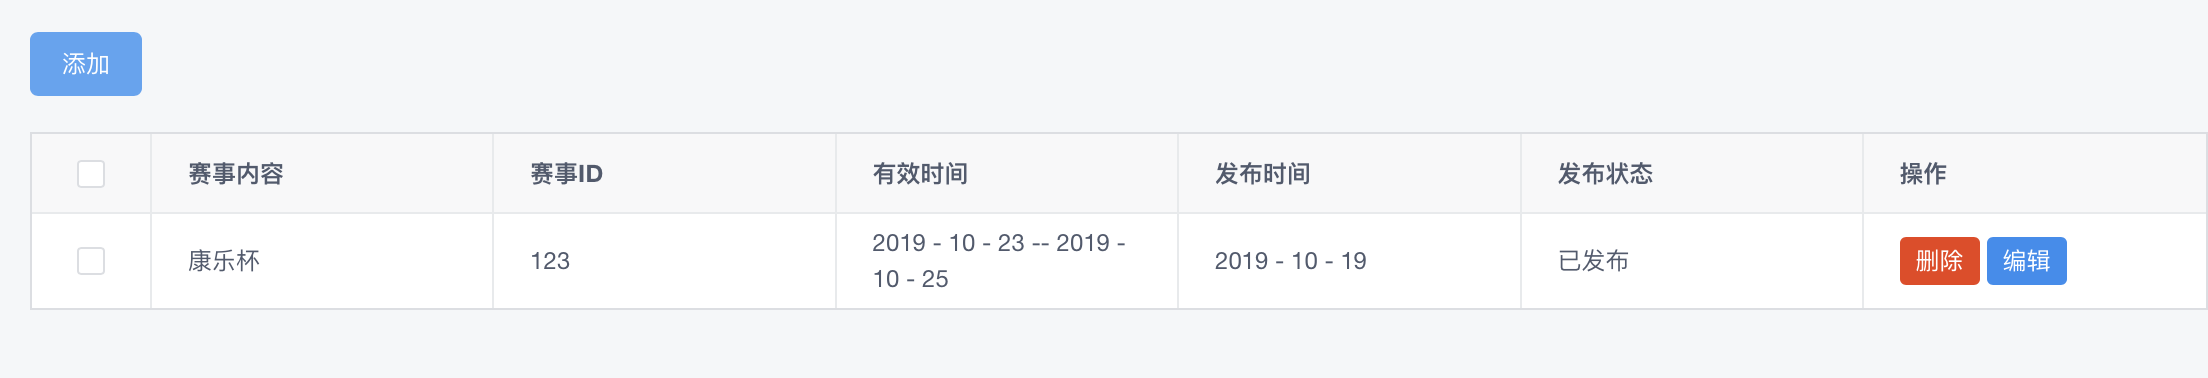 添加
赛事内容 赛事ID 有效时间 发布时间 发布状态 操作
康乐杯 123 2019 - 10 - 23 -- 2019 - 10 - 25 2019 - 10 - 19 已发布 删除 编辑